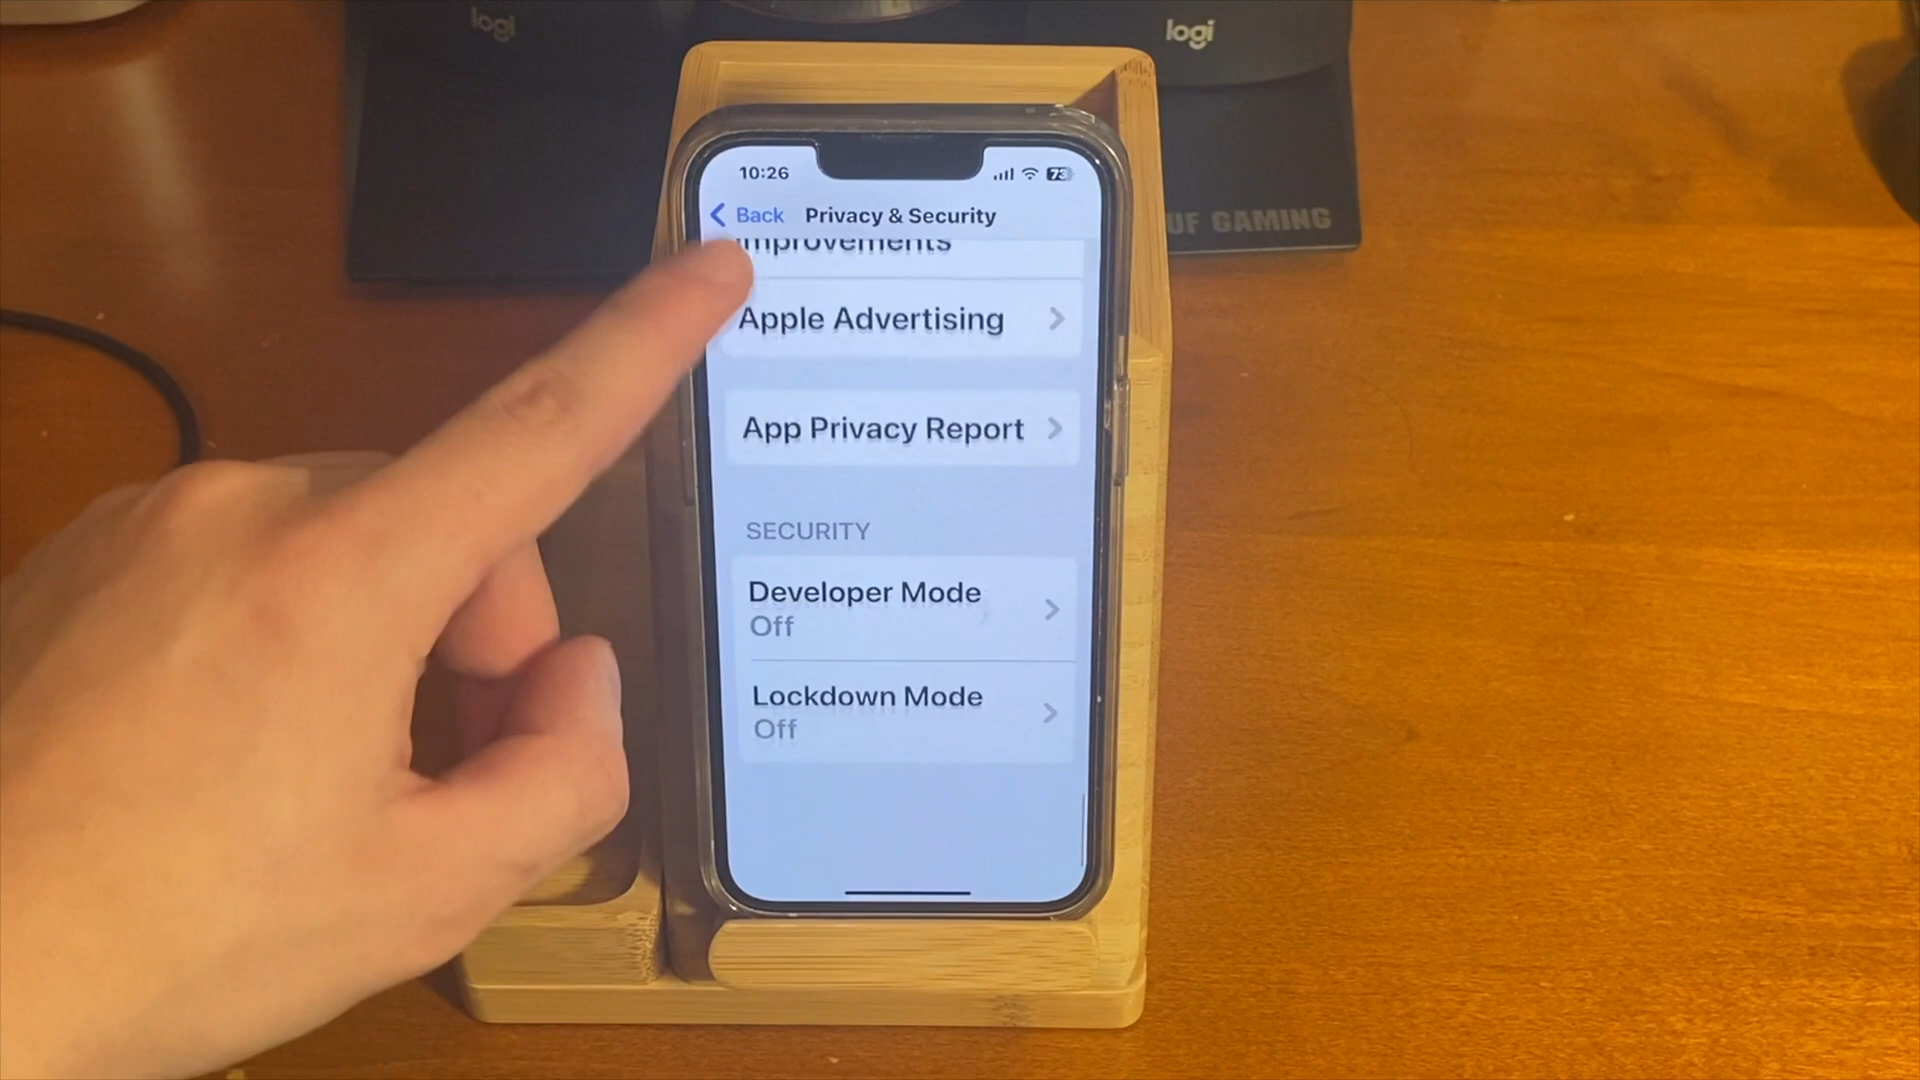 logi
logi
UF GAMING
10:26
73
Back
Privacy & Security
Improvements
Apple Advertising
App Privacy Report
SECURITY
Developer Mode
Off
Lockdown Mode
Off